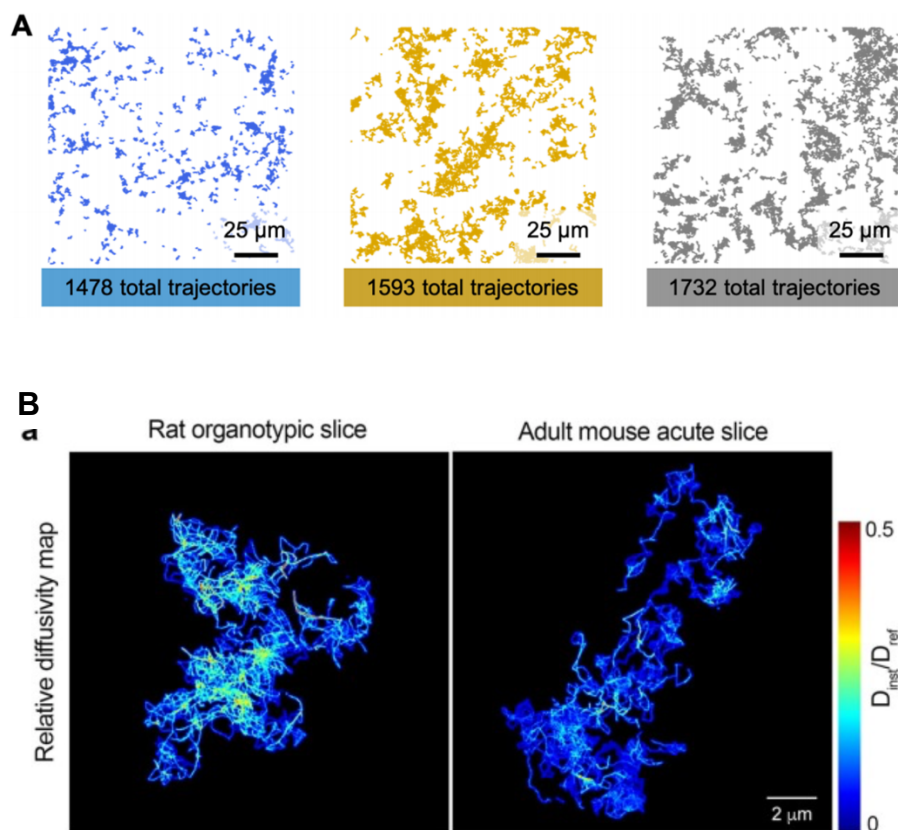 A
25 µm
25 µm
25 µm
1478 total trajectories
1593 total trajectories
1732 total trajectories
B
a
Rat organotypic slice
Adult mouse acute slice
Relative diffusivity map
0.5
D_inst/D_ref
0
2 µm